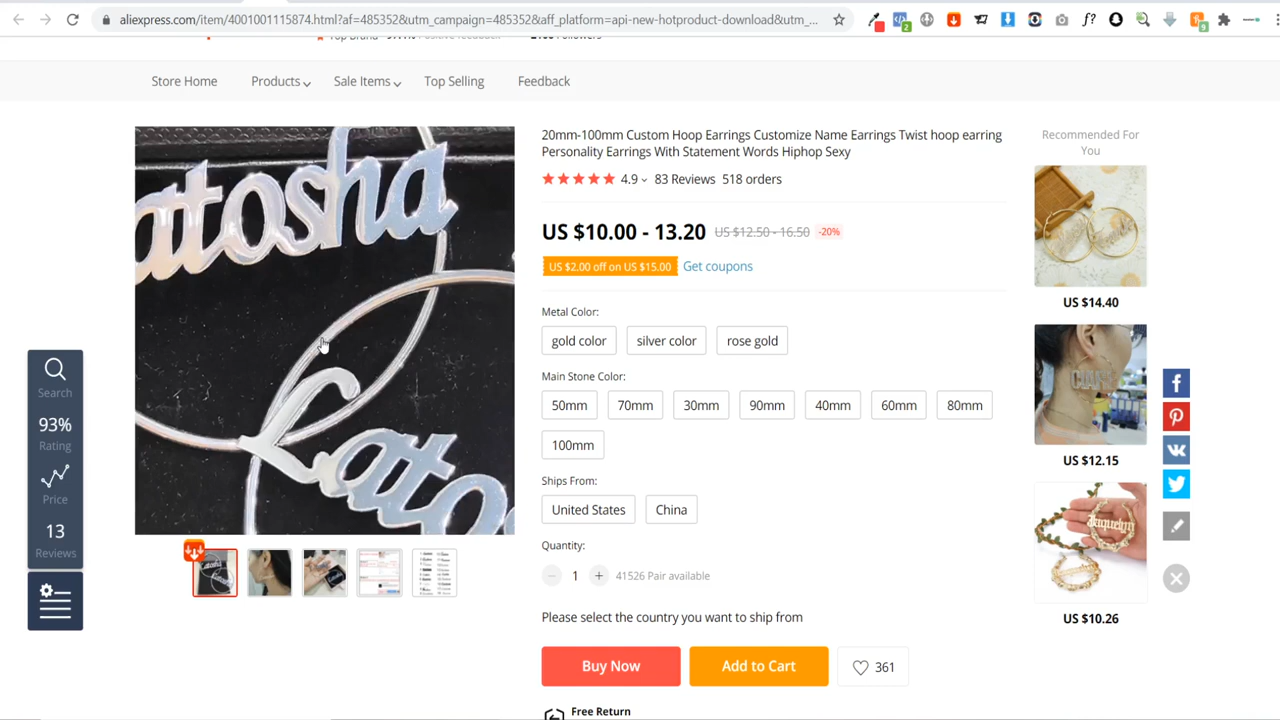 aliexpress.com/item/4001001115874.html?af=485352&utm_campaign=485352&aff_platform=api-new-hotproduct-download&utm_...
Store Home
Products
Sale Items
Top Selling
Feedback
atosha
Lato
20mm-100mm Custom Hoop Earrings Customize Name Earrings Twist hoop earring
Personality Earrings With Statement Words Hiphop Sexy
4.9
83 Reviews
518 orders
US $10.00 - 13.20
US $12.50 - 16.50
-20%
US $2.00 off on US $15.00
Get coupons
Metal Color:
gold color
silver color
rose gold
Main Stone Color:
50mm
70mm
30mm
90mm
40mm
60mm
80mm
100mm
Ships From:
United States
China
Quantity:
1
41526 Pair available
Please select the country you want to ship from
Buy Now
Add to Cart
361
Free Return
Recommended For
You
US $14.40
US $12.15
Jaquelyn
US $10.26
Search
93%
Rating
Price
13
Reviews